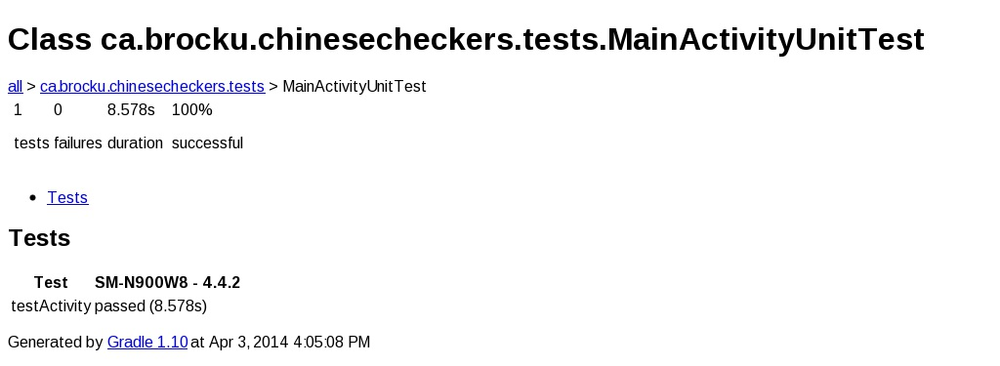 Class ca.brocku.chinesecheckers.tests.MainActivityUnitTest
all > ca.brocku.chinesecheckers.tests > MainActivityUnitTest
1 0 8.578s 100%
tests failures duration successful
• Tests
Tests
Test SM-N900W8 - 4.4.2
testActivity passed (8.578s)
Generated by Gradle 1.10 at Apr 3, 2014 4:05:08 PM